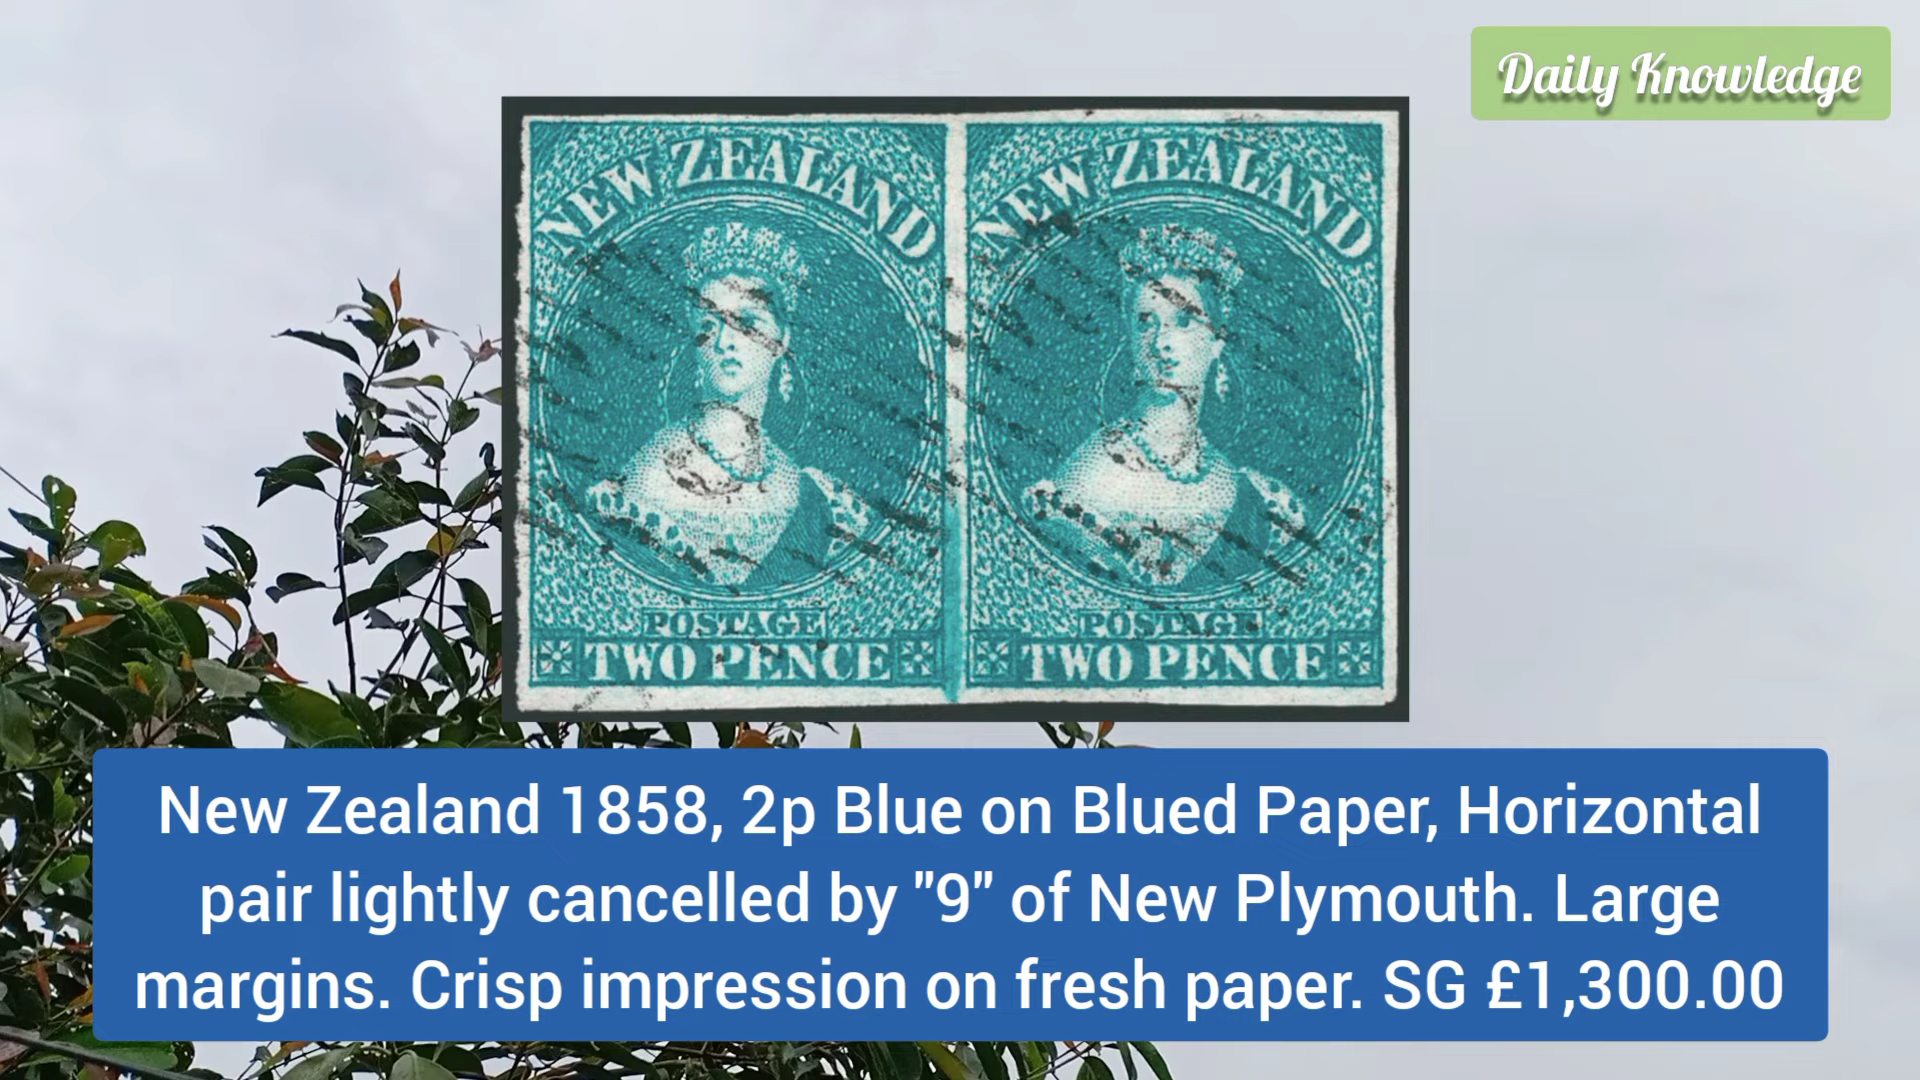 Daily Knowledge
NEW ZEALAND NEW ZEALAND
POSTAGE POSTAGE
TWO PENCE TWO PENCE
New Zealand 1858, 2p Blue on Blued Paper, Horizontal
pair lightly cancelled by "9" of New Plymouth. Large
margins. Crisp impression on fresh paper. SG £1,300.00